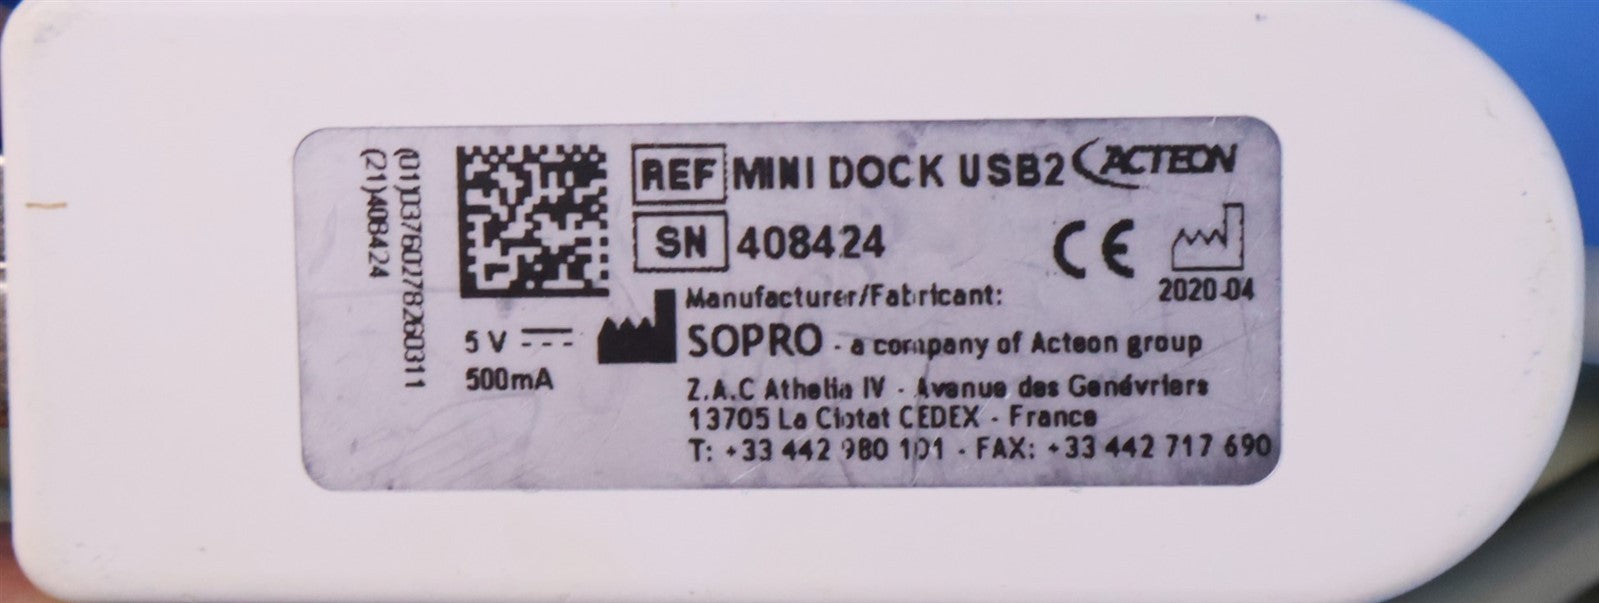 (01)03760278260311
(21)408424
REF MINI DOCK USB2 ACTEON
SN 408424
CE
2020-04
5 V
500mA
Manufacturer/Fabricant:
SOPRO - a company of Acteon group
Z.A.C Athelia IV - Avenue des Genévriers
13705 La Ciotat CEDEX - France
T: +33 442 980 101 - FAX: +33 442 717 690